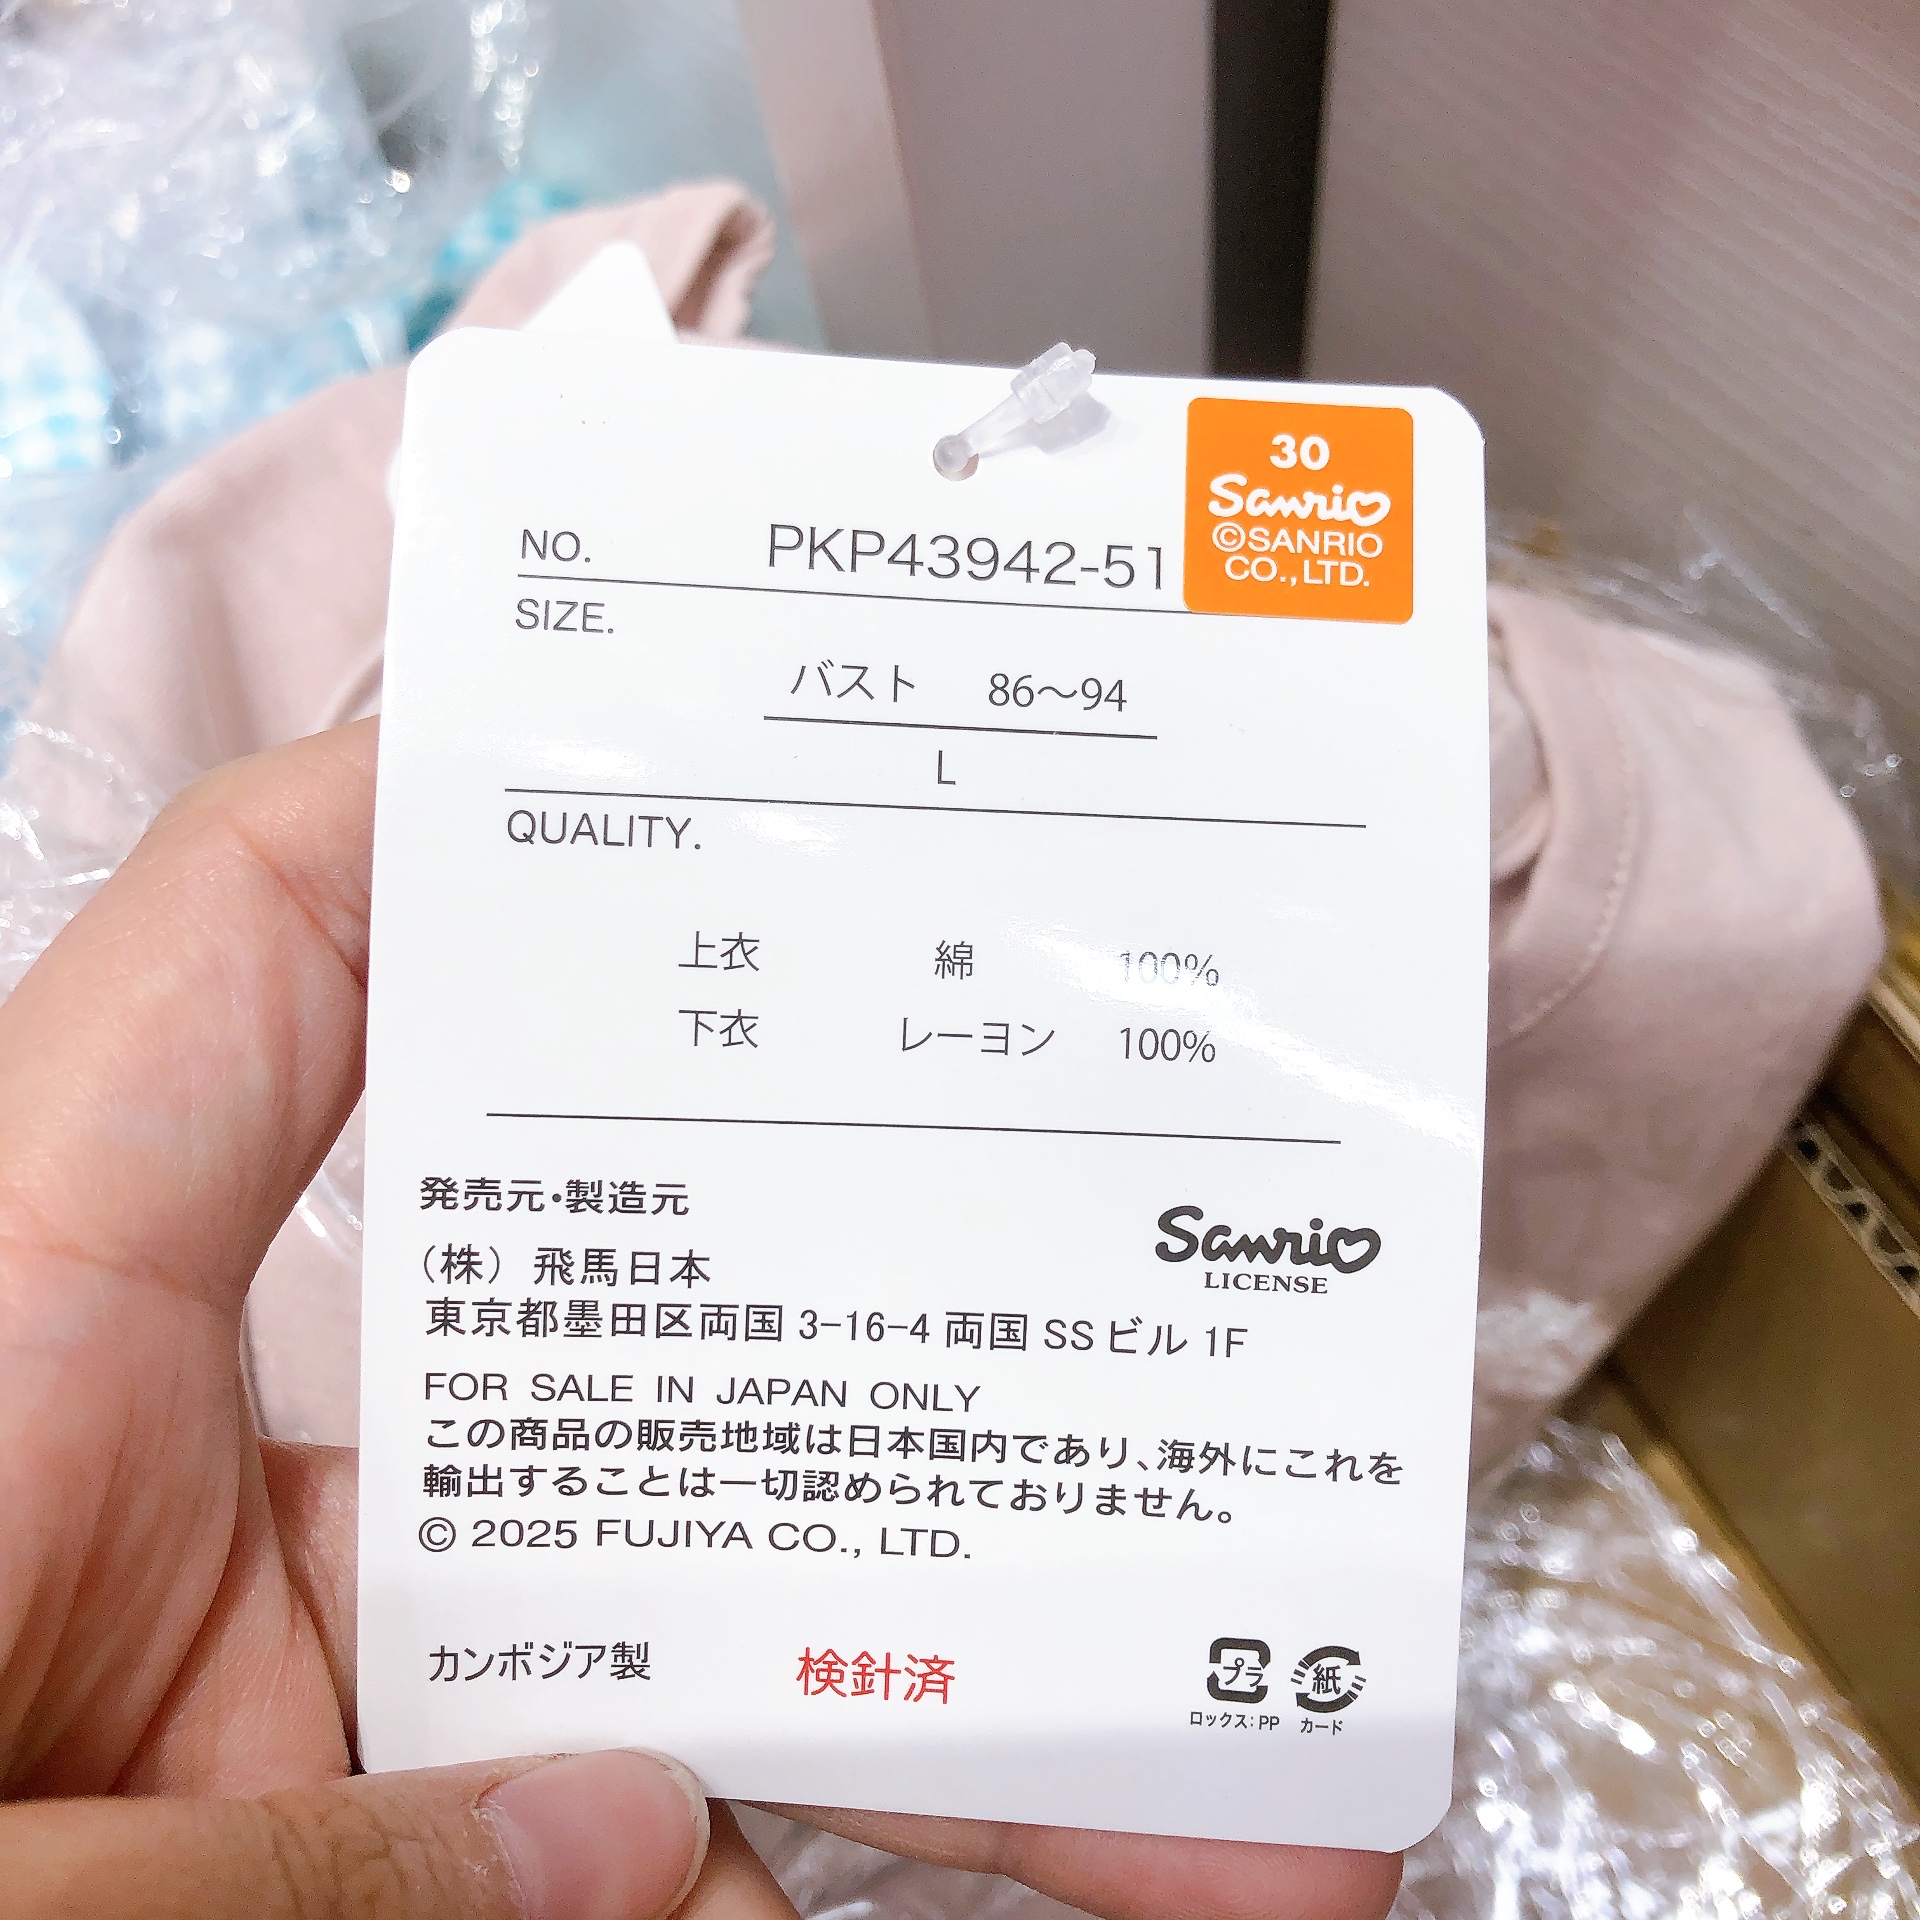 30
Sanrio
©SANRIO
CO.,LTD.
NO. PKP43942-51
SIZE.
バスト 86〜94
L
QUALITY.
上衣 綿 100%
下衣 レーヨン 100%
発売元・製造元
Sanrio
LICENSE
（株）飛馬日本
東京都墨田区両国 3-16-4 両国 SS ビル 1F
FOR SALE IN JAPAN ONLY
この商品の販売地域は日本国内であり、海外にこれを
輸出することは一切認められておりません。
© 2025 FUJIYA CO., LTD.
カンボジア製 検針済
プラ 紙
ロックス：PP カード